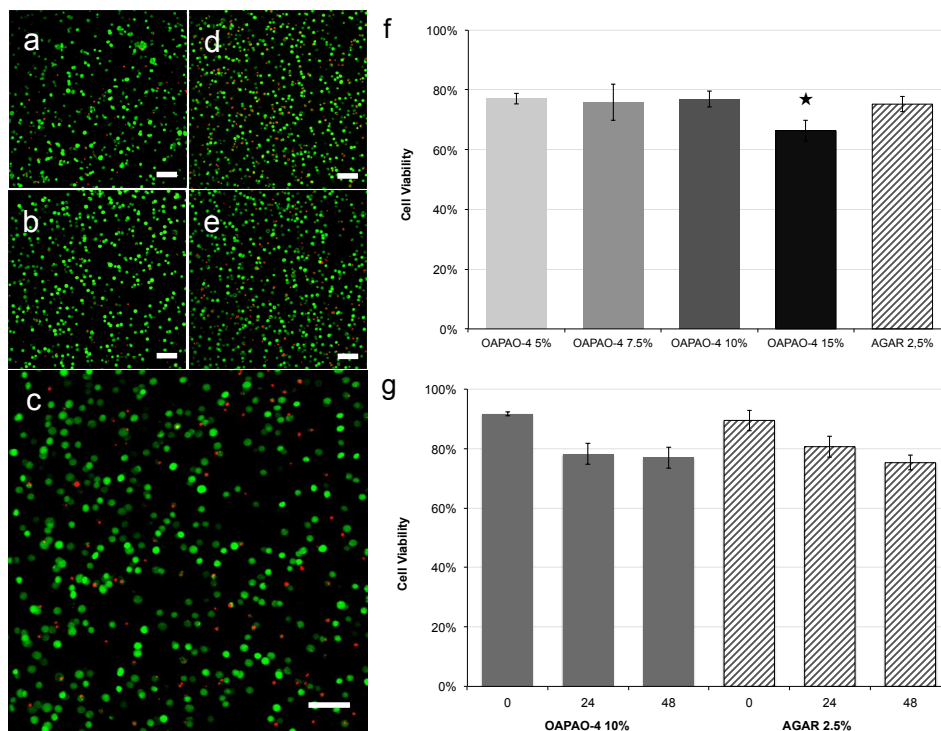 a
d
b
e
c
f
100%
80%
60%
40%
20%
0%
Cell Viability
★
OAPAO-4 5%
OAPAO-4 7.5%
OAPAO-4 10%
OAPAO-4 15%
AGAR 2,5%
g
100%
80%
60%
40%
20%
0%
Cell Viability
0 24 48 0 24 48
OAPAO-4 10% AGAR 2.5%